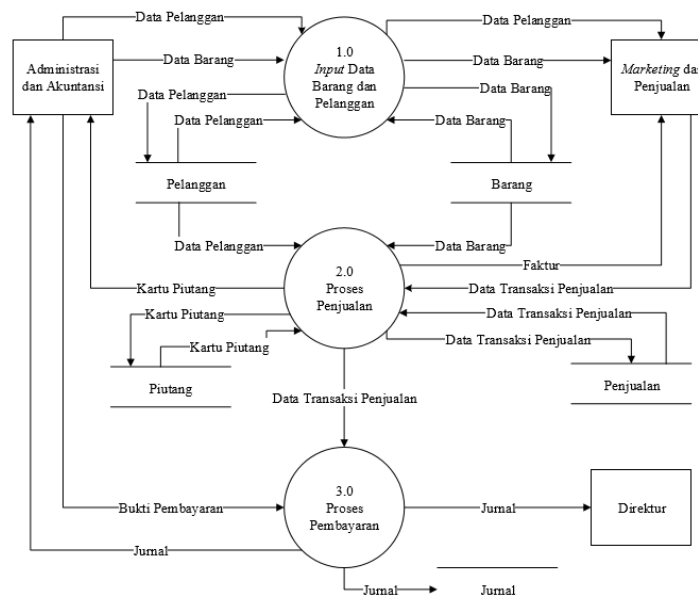 Data Pelanggan
Data Pelanggan
Administrasi
dan Akuntansi
Data Barang
1.0
Input Data
Barang dan
Pelanggan
Data Barang
Marketing dan
Penjualan
Data Pelanggan
Data Barang
Data Pelanggan
Data Barang
Pelanggan
Barang
Data Pelanggan
Data Barang
2.0
Proses
Penjualan
Faktur
Kartu Piutang
Data Transaksi Penjualan
Kartu Piutang
Data Transaksi Penjualan
Kartu Piutang
Data Transaksi Penjualan
Piutang
Penjualan
Data Transaksi Penjualan
Bukti Pembayaran
3.0
Proses
Pembayaran
Jurnal
Direktur
Jurnal
Jurnal
Jurnal